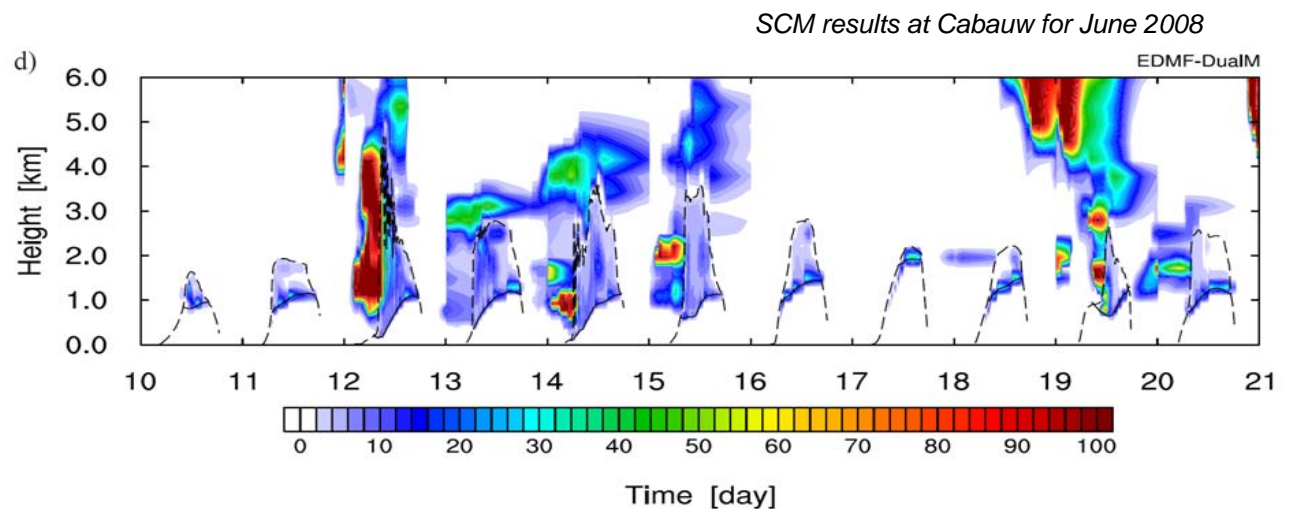 SCM results at Cabauw for June 2008
d)
EDMF-DualM
Height [km]
6.0
5.0
4.0
3.0
2.0
1.0
0.0
10 11 12 13 14 15 16 17 18 19 20 21
0 10 20 30 40 50 60 70 80 90 100
Time [day]